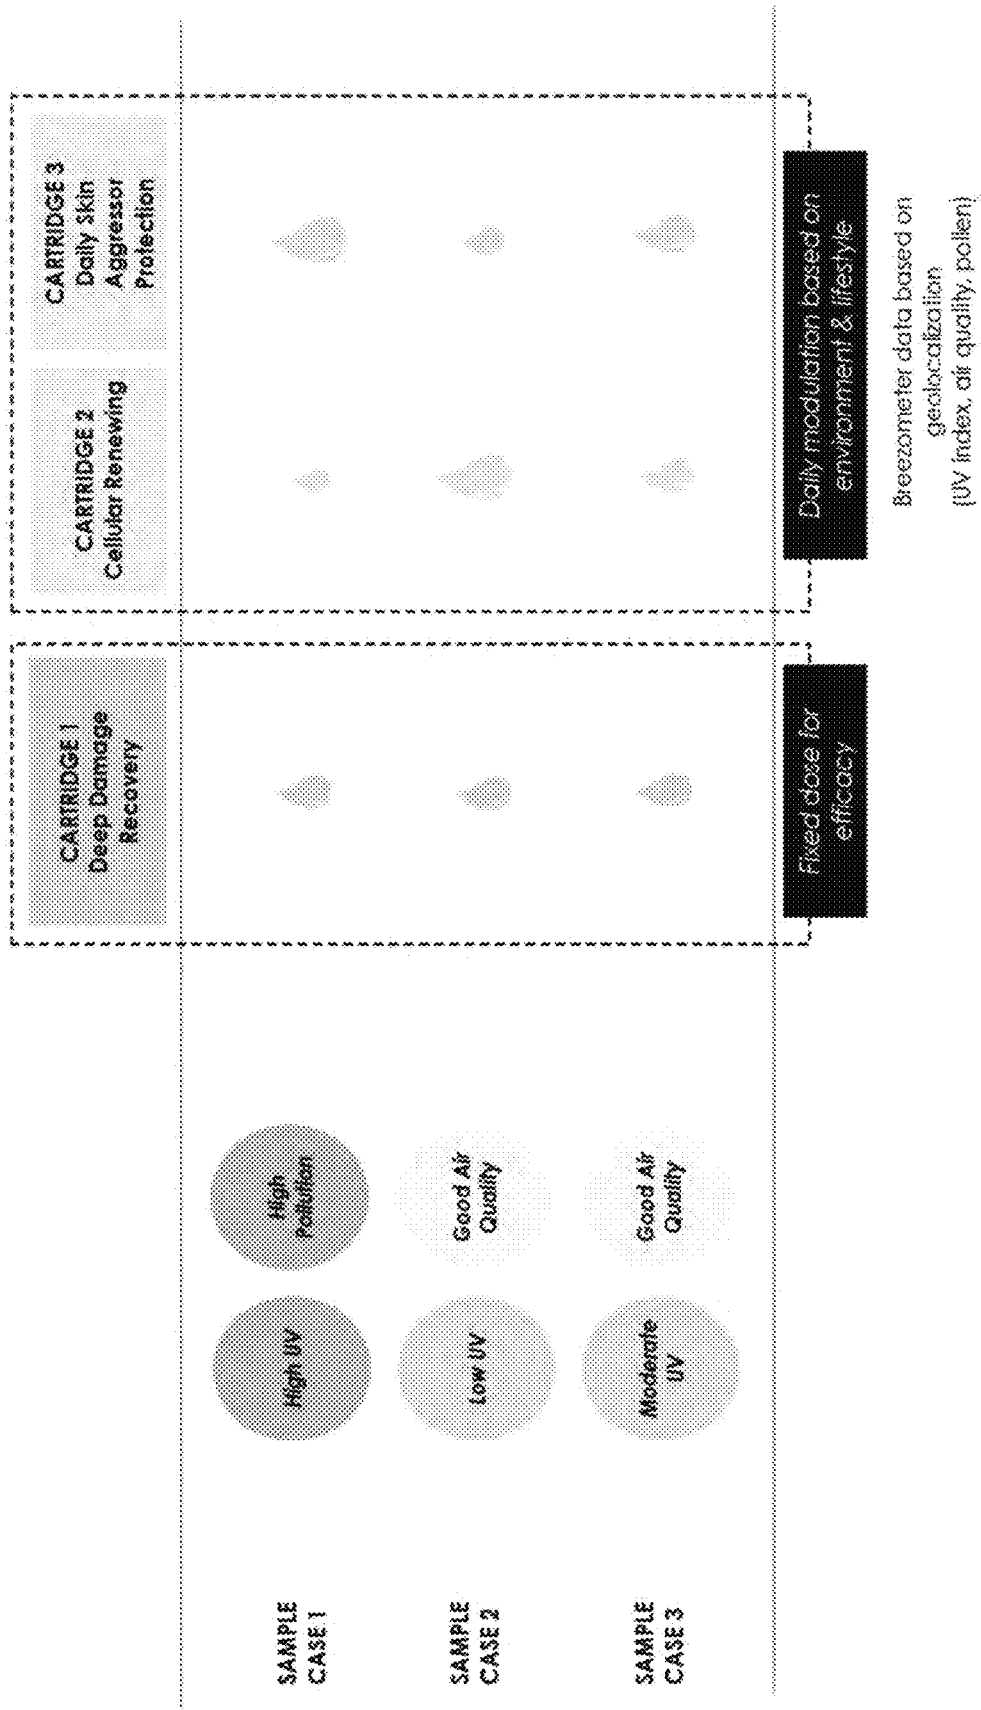 CARTRIDGE 1
Deep Damage
Recovery
CARTRIDGE 2
Cellular Renewing
CARTRIDGE 3
Daily Skin
Aggressor
Protection
SAMPLE
CASE 1
High UV
High
Pollution
SAMPLE
CASE 2
Low UV
Good Air
Quality
SAMPLE
CASE 3
Moderate
UV
Good Air
Quality
Fixed dose for
efficacy
Daily modulation based on
environment & lifestyle
Breezometer data based on
geolocalization
(UV index, air quality, pollen)